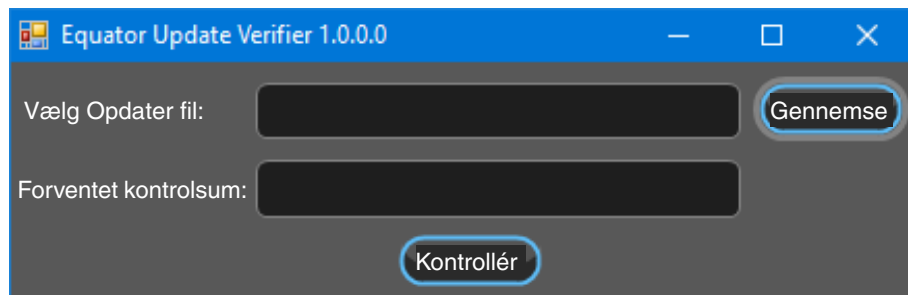 Equator Update Verifier 1.0.0.0
Vælg Opdater fil:
Gennemse
Forventet kontrolsum:
Kontrollér